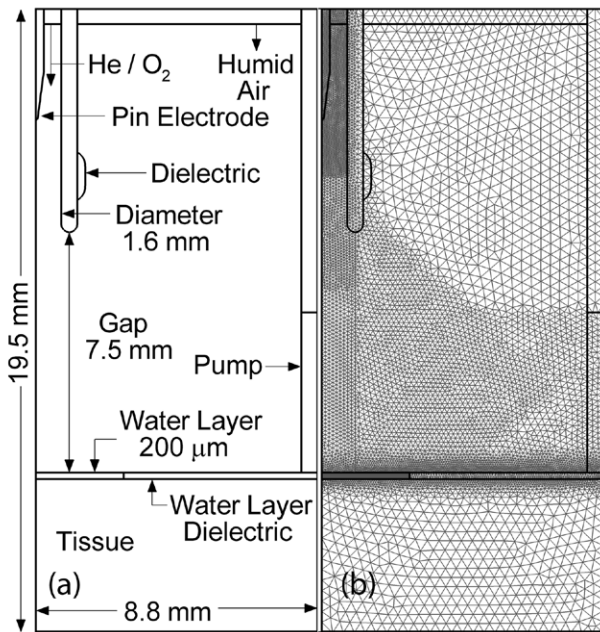 He / O₂
Humid
Air
Pin Electrode
Dielectric
Diameter
1.6 mm
19.5 mm
Gap
7.5 mm
Pump
Water Layer
200 μm
Water Layer
Dielectric
Tissue
(a)
(b)
8.8 mm